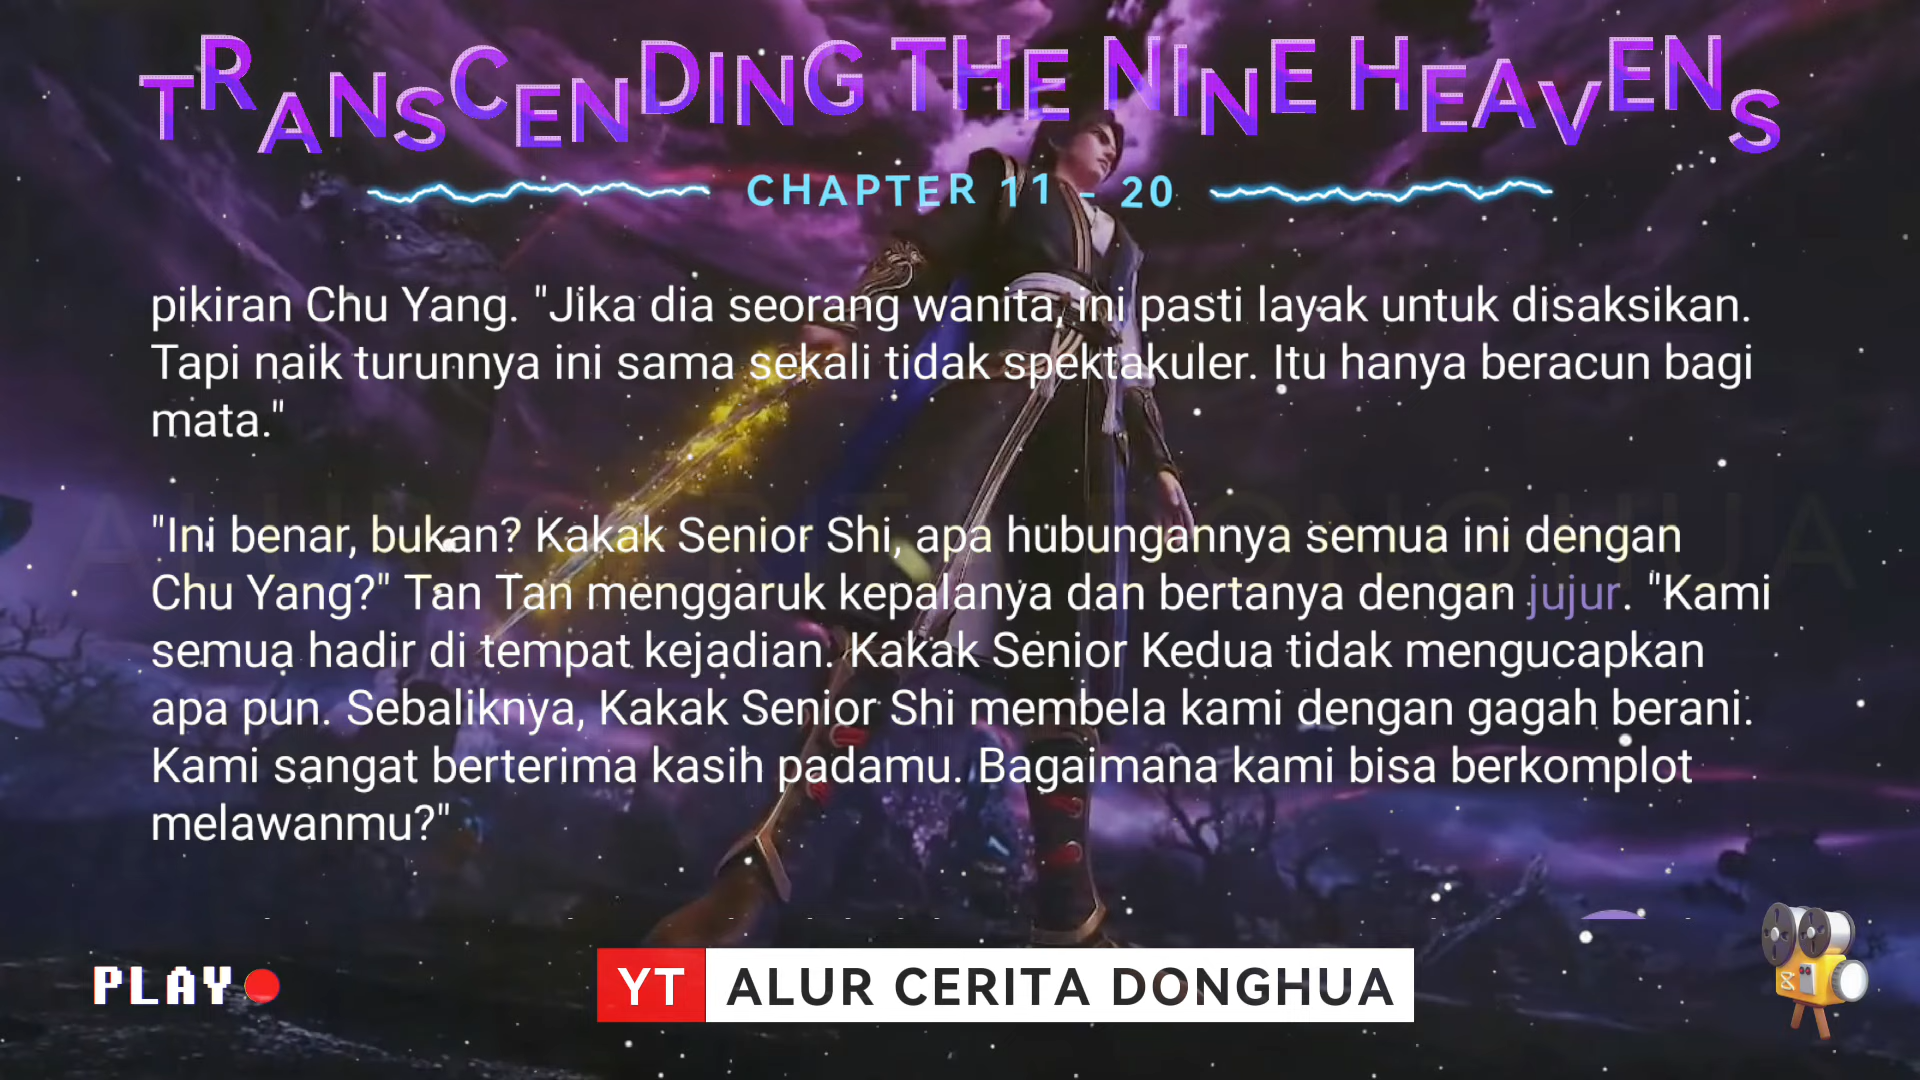 TRANSCENDING THE NINE HEAVENS
CHAPTER 11 - 20
pikiran Chu Yang. "Jika dia seorang wanita, ini pasti layak untuk disaksikan.
Tapi naik turunnya ini sama sekali tidak spektakuler. Itu hanya beracun bagi
mata."
"Ini benar, bukan? Kakak Senior Shi, apa hubungannya semua ini dengan
Chu Yang?" Tan Tan menggaruk kepalanya dan bertanya dengan jujur. "Kami
semua hadir di tempat kejadian. Kakak Senior Kedua tidak mengucapkan
apa pun. Sebaliknya, Kakak Senior Shi membela kami dengan gagah berani.
Kami sangat berterima kasih padamu. Bagaimana kami bisa berkomplot
melawanmu?"
PLAY
YT ALUR CERITA DONGHUA
ALUR CERITA DONGHUA